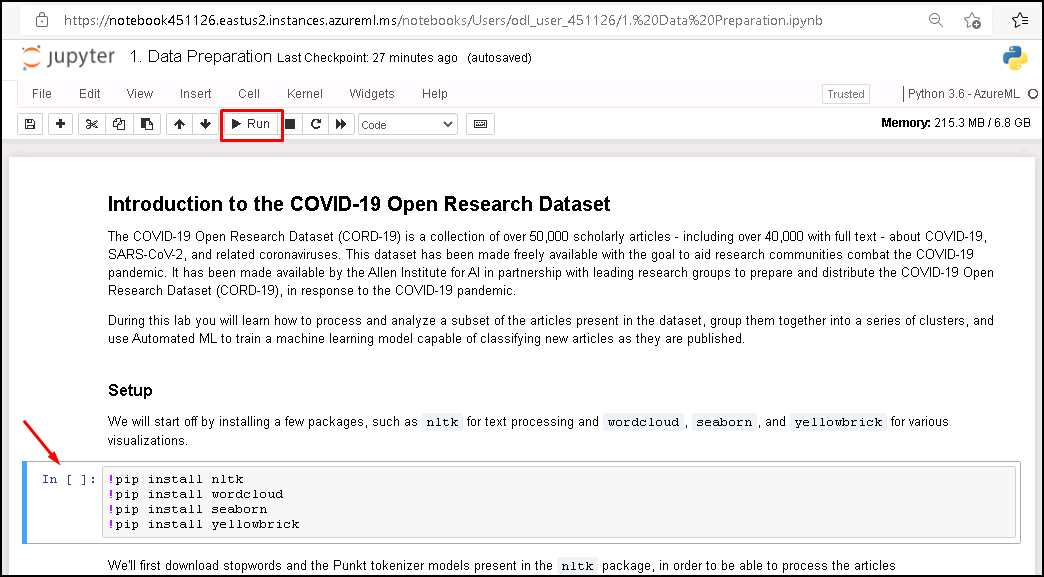 https://notebook451126.eastus2.instances.azureml.ms/notebooks/Users/odl_user_451126/1.%20Data%20Preparation.ipynb
jupyter 1. Data Preparation Last Checkpoint: 27 minutes ago (autosaved)
File Edit View Insert Cell Kernel Widgets Help Trusted Python 3.6 - AzureML
Run Code Memory: 215.3 MB / 6.8 GB
Introduction to the COVID-19 Open Research Dataset
The COVID-19 Open Research Dataset (CORD-19) is a collection of over 50,000 scholarly articles - including over 40,000 with full text - about COVID-19,
SARS-CoV-2, and related coronaviruses. This dataset has been made freely available with the goal to aid research communities combat the COVID-19
pandemic. It has been made available by the Allen Institute for AI in partnership with leading research groups to prepare and distribute the COVID-19 Open
Research Dataset (CORD-19), in response to the COVID-19 pandemic.
During this lab you will learn how to process and analyze a subset of the articles present in the dataset, group them together into a series of clusters, and
use Automated ML to train a machine learning model capable of classifying new articles as they are published.
Setup
We will start off by installing a few packages, such as nltk for text processing and wordcloud, seaborn, and yellowbrick for various
visualizations.
In [ ]: !pip install nltk
!pip install wordcloud
!pip install seaborn
!pip install yellowbrick
We'll first download stopwords and the Punkt tokenizer models present in the nltk package, in order to be able to process the articles